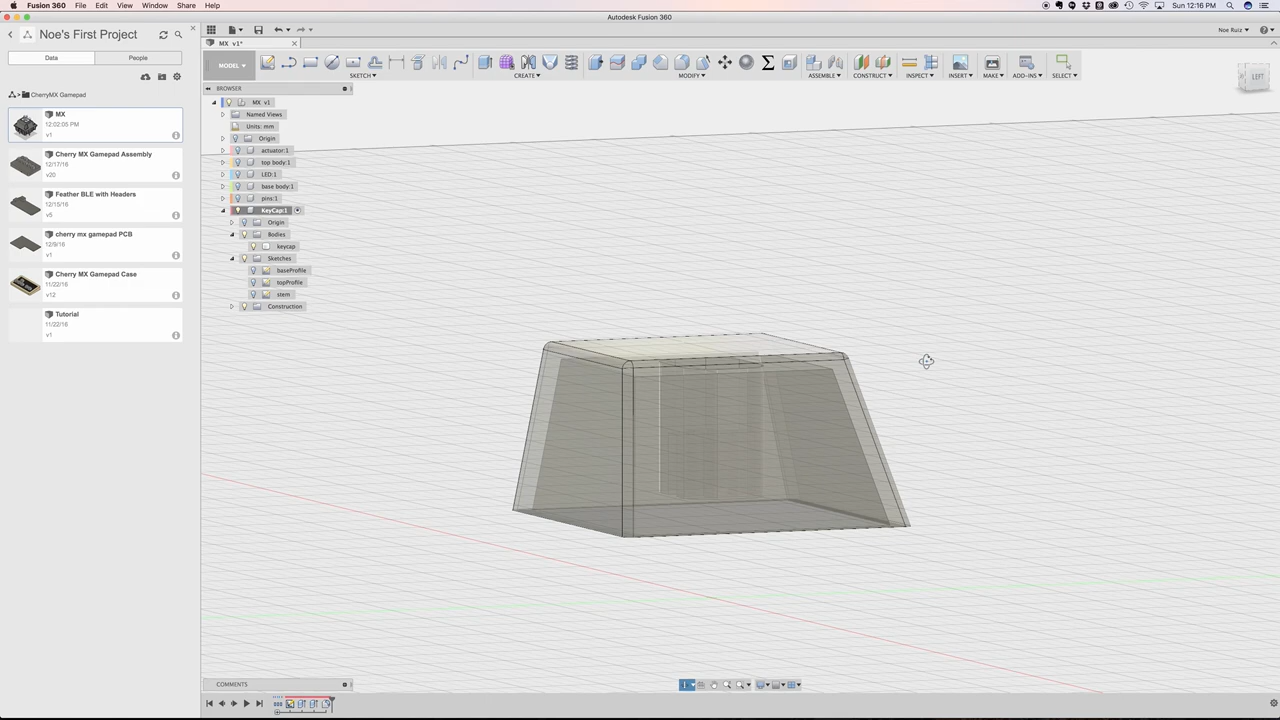 Fusion 360 File Edit View Window Share Help
Sun 12:16 PM
Autodesk Fusion 360
Noe's First Project
MX v1*
Noe Ruiz
Data People
MODEL
SKETCH CREATE MODIFY ASSEMBLE CONSTRUCT INSPECT INSERT MAKE ADD-INS SELECT
LEFT
CherryMX Gamepad
MX
12:02:05 PM
v1
Cherry MX Gamepad Assembly
12/17/16
v20
Feather BLE with Headers
12/15/16
v5
cherry mx gamepad PCB
12/9/16
v1
Cherry MX Gamepad Case
11/22/16
v12
Tutorial
11/22/16
v1
BROWSER
MX v1
Named Views
Units: mm
Origin
actuator:1
top body:1
LED:1
base body:1
pins:1
KeyCap:1
Origin
Bodies
keycap
Sketches
baseProfile
topProfile
stem
Construction
COMMENTS